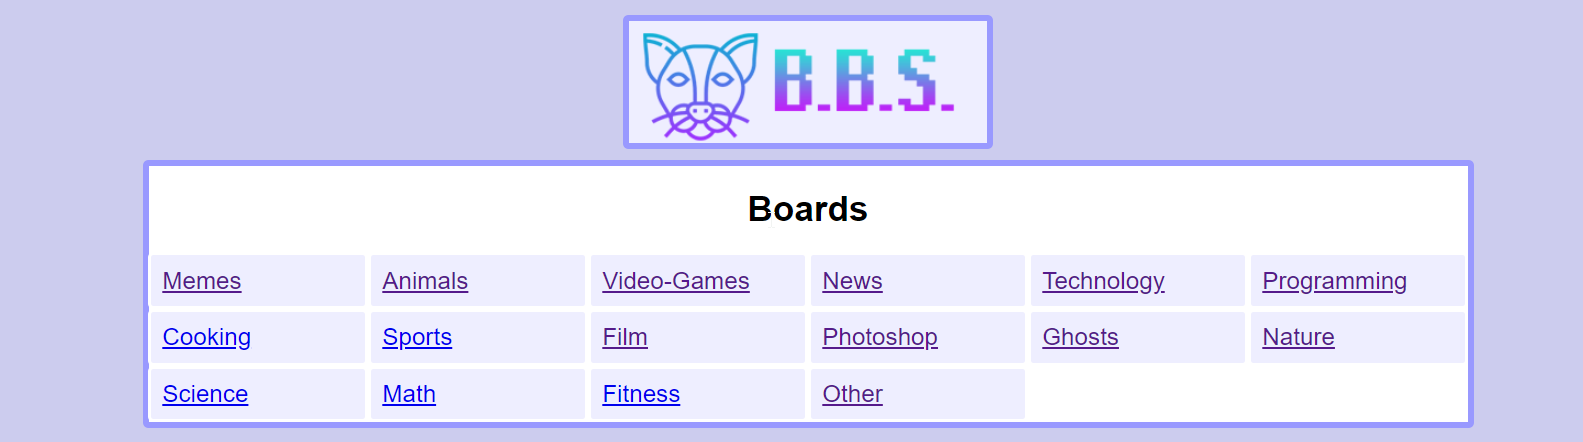 B.B.S.
Boards
Memes Animals Video-Games News Technology Programming
Cooking Sports Film Photoshop Ghosts Nature
Science Math Fitness Other